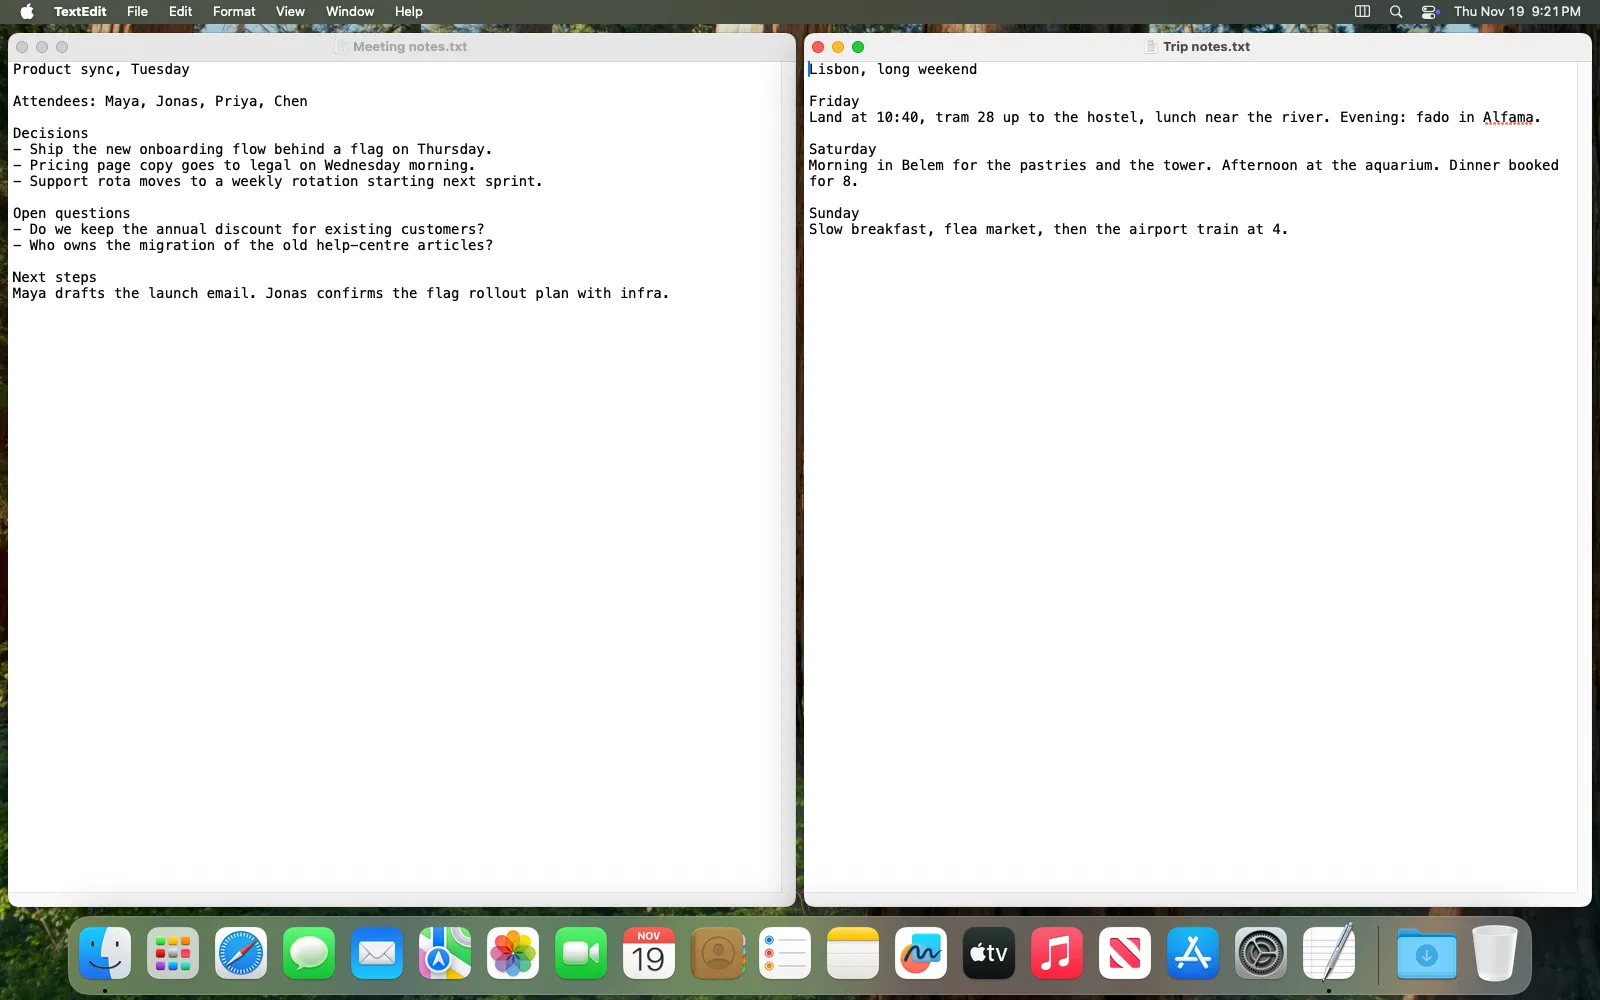 TextEdit File Edit Format View Window Help Thu Nov 19 9:21 PM
Meeting notes.txt
Product sync, Tuesday
Attendees: Maya, Jonas, Priya, Chen
Decisions
- Ship the new onboarding flow behind a flag on Thursday.
- Pricing page copy goes to legal on Wednesday morning.
- Support rota moves to a weekly rotation starting next sprint.
Open questions
- Do we keep the annual discount for existing customers?
- Who owns the migration of the old help-centre articles?
Next steps
Maya drafts the launch email. Jonas confirms the flag rollout plan with infra.
Trip notes.txt
Lisbon, long weekend
Friday
Land at 10:40, tram 28 up to the hostel, lunch near the river. Evening: fado in Alfama.
Saturday
Morning in Belem for the pastries and the tower. Afternoon at the aquarium. Dinner booked
for 8.
Sunday
Slow breakfast, flea market, then the airport train at 4.
NOV
19
tv